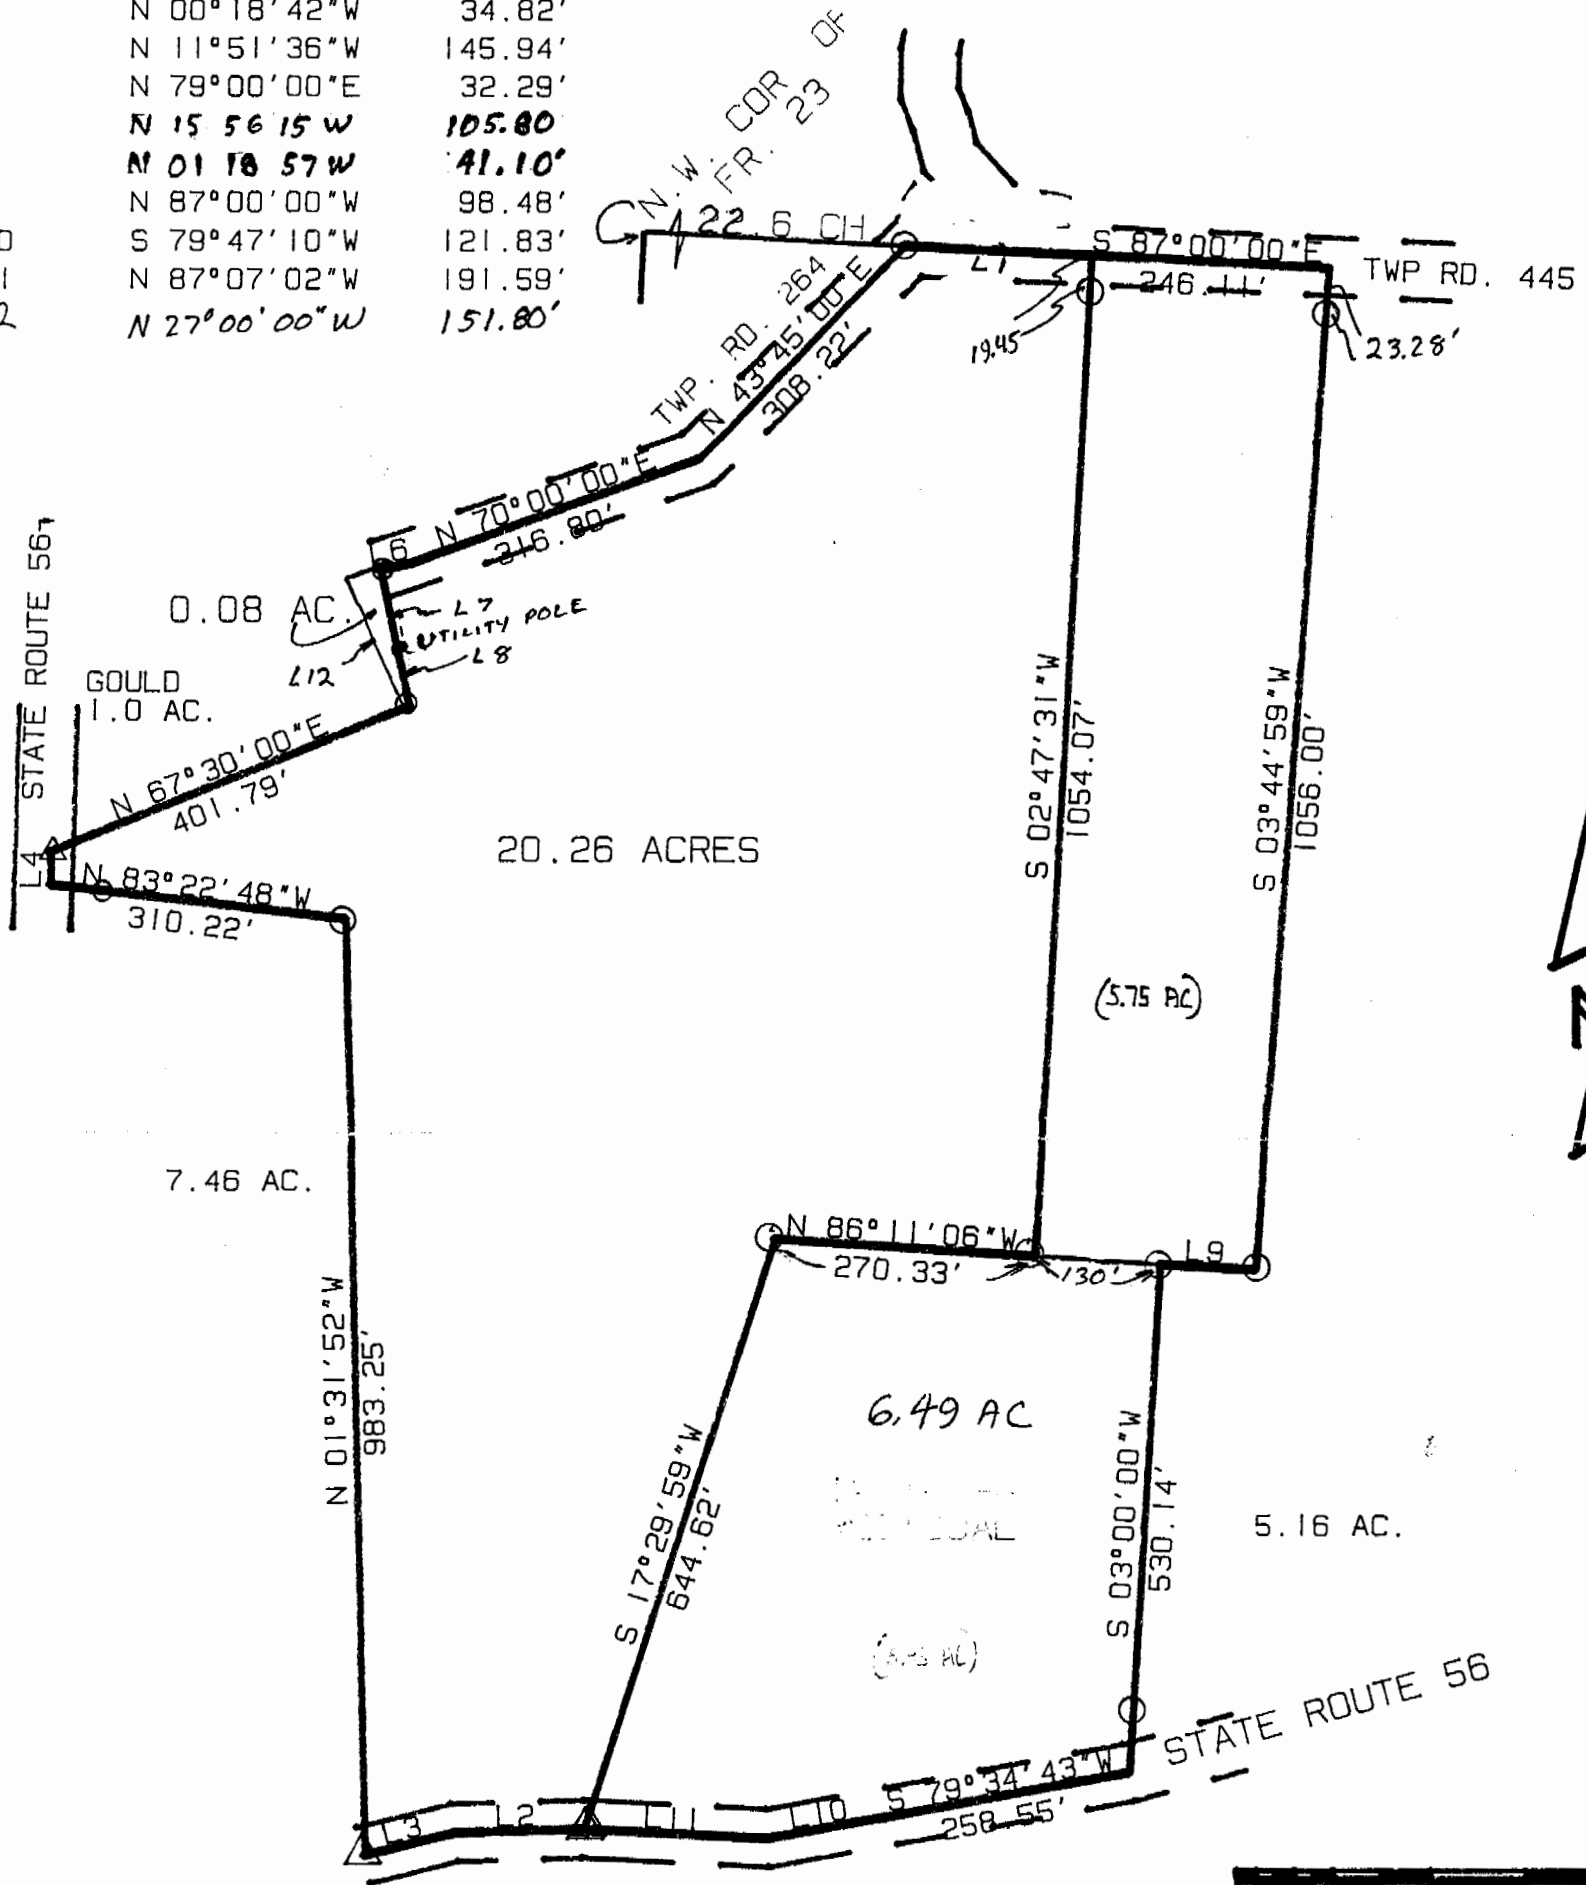 N 00°18'42"W 34.82'
N 11°51'36"W 145.94'
N 79°00'00"E 32.29'
N 15 56 15 W 105.80
N 01 18 57 W 41.10'
N 87°00'00"W 98.48'
0 S 79°47'10"W 121.83'
1 N 87°07'02"W 191.59'
2 N 27°00'00"W 151.80'
N.W. COR OF
FR. 23
22.6 CH
L1
S 87°00'00"E
246.11'
TWP RD. 445
19.45
23.28'
TWP. RD. 264
N 43°45'00"E
308.22'
N 70°00'00"E
316.80'
L6
0.08 AC.
L7
UTILITY POLE
L8
L12
STATE ROUTE 56
GOULD
1.0 AC.
N 67°30'00"E
401.79'
L4
N 83°22'48"W
310.22'
20.26 ACRES
S 02°47'31"W
1054.07'
S 03°44'59"W
1056.00'
(5.75 AC)
N
7.46 AC.
N 86°11'06"W
270.33'
130'
L9
N 01°31'52"W
983.25'
6.49 AC
S 17°29'59"W
644.62'
S 03°00'00"W
530.14'
5.16 AC.
STATE ROUTE 56
S 79°34'43"W
258.55'
L3
L2
L11
L10